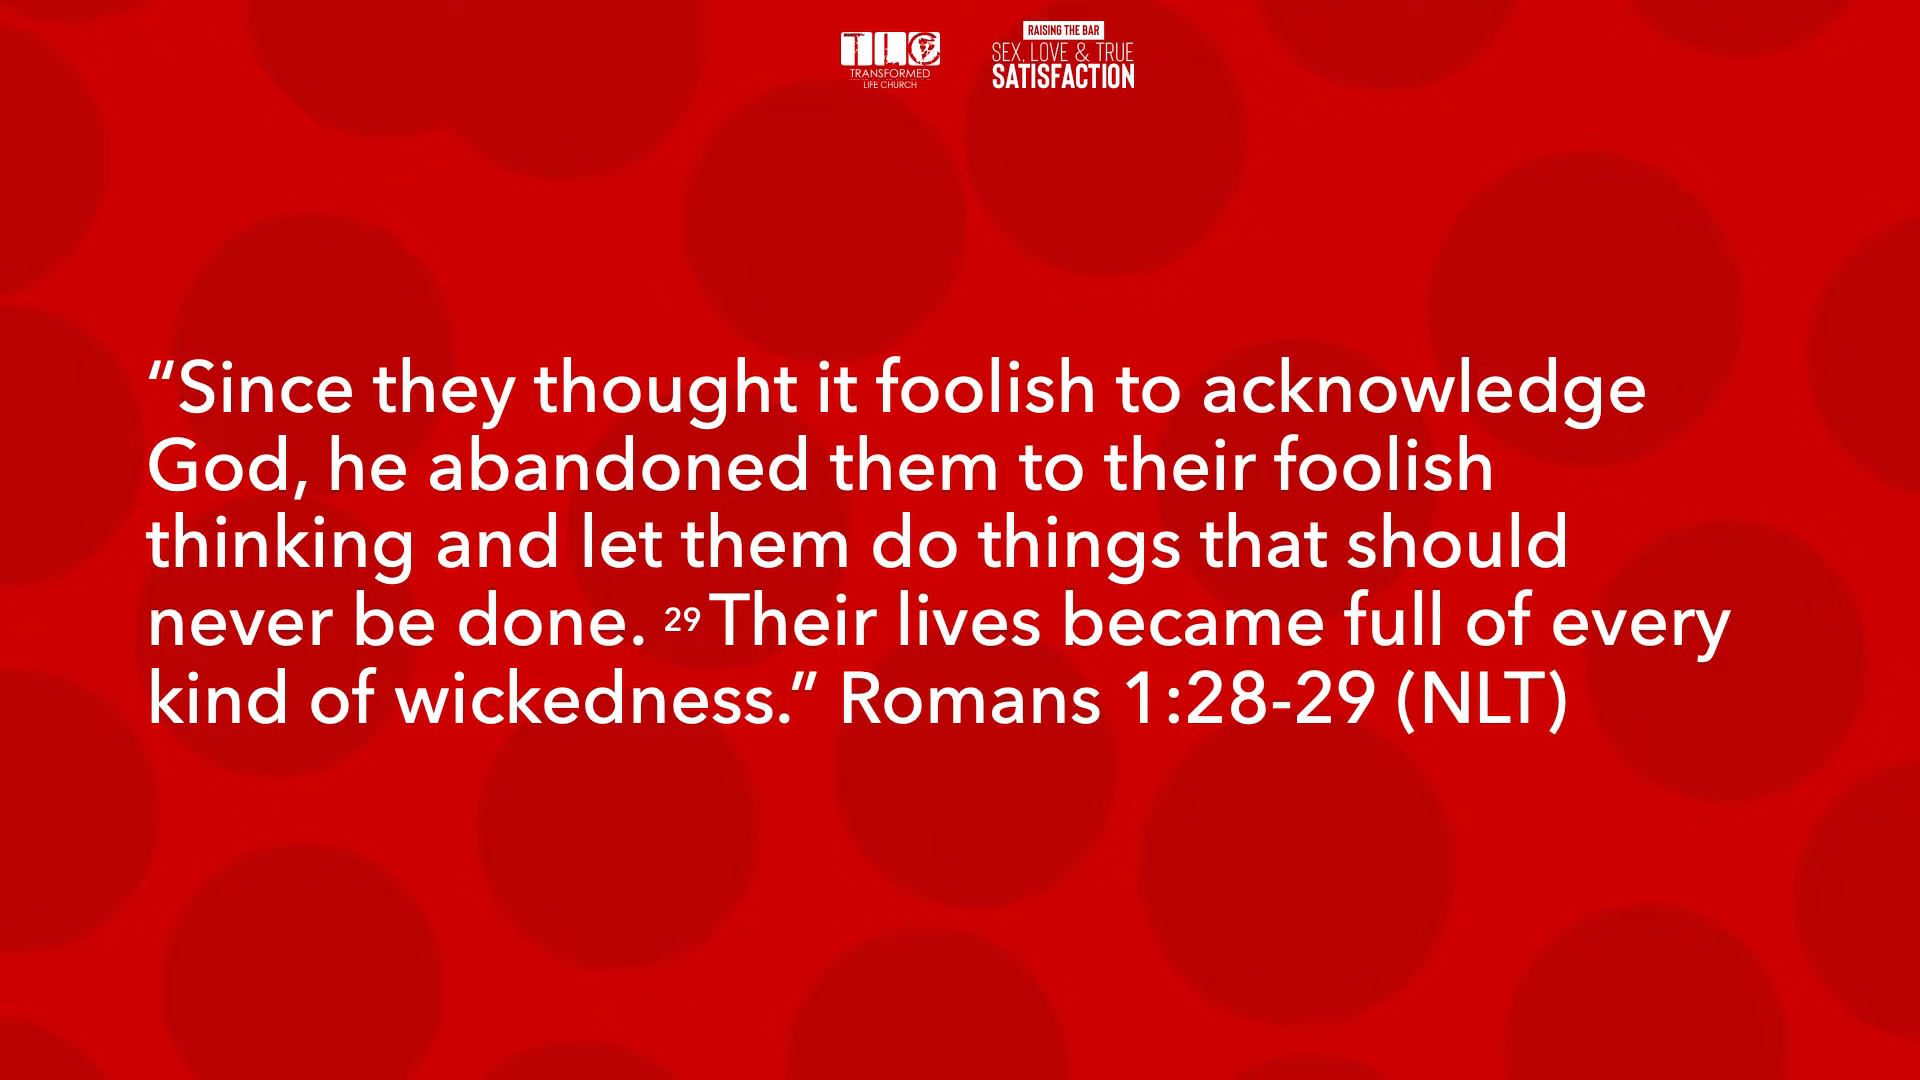 TLC
TRANSFORMED
LIFE CHURCH
RAISING THE BAR
SEX, LOVE & TRUE
SATISFACTION
“Since they thought it foolish to acknowledge
God, he abandoned them to their foolish
thinking and let them do things that should
never be done. 29 Their lives became full of every
kind of wickedness.” Romans 1:28-29 (NLT)